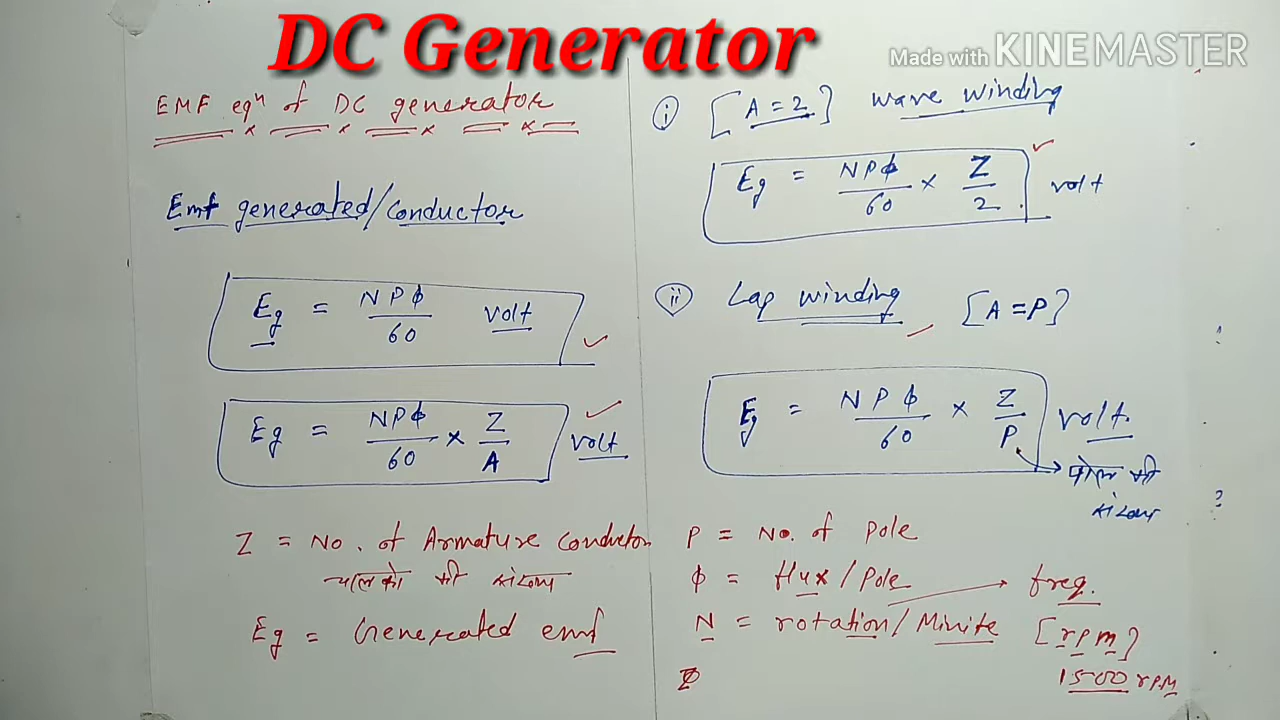 DC Generator
Made with KINEMASTER
EMF eqn of DC generator
Emf generated/Conductor
Eg = NPΦ/60 volt
Eg = NPΦ/60 × Z/A volt
Z = No. of Armature Conductor
चालको की संख्या
Eg = Generated emf
i [A = 2] wave winding
Eg = NPΦ/60 × Z/2 volt
ii Lap winding [A = P]
Eg = NPΦ/60 × Z/P volt.
पोल की
संख्या
P = No. of pole
Φ = flux/Pole
freq.
N = rotation/Minite [rpm]
1500 rpm